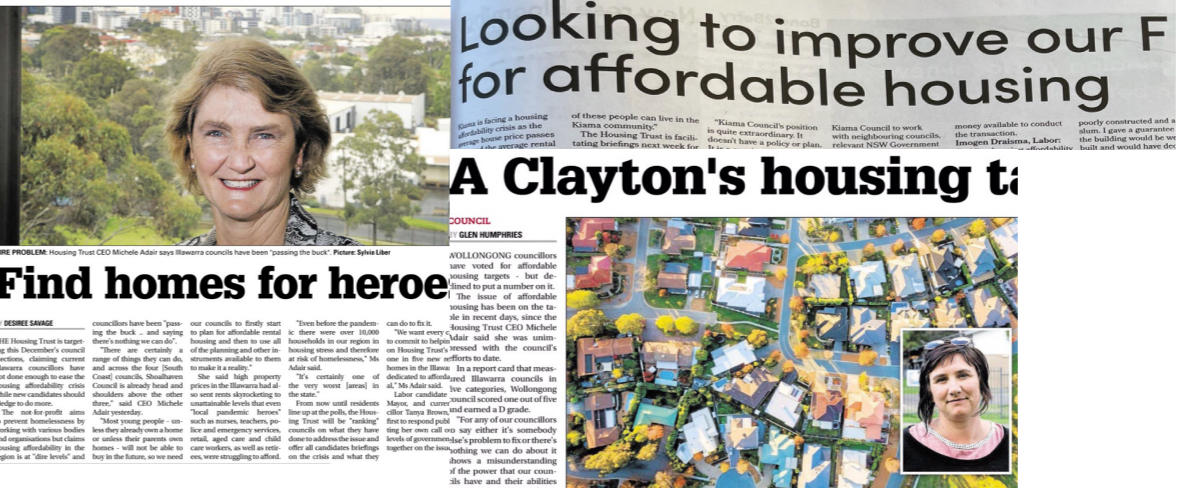 Looking to improve our F
for affordable housing
Kiama is facing a housing
affordability crisis as the
average house price passes
the average rental
of these people can live in the
Kiama community."
The Housing Trust is facili-
tating briefings next week for
"Kiama Council's position
is quite extraordinary. It
doesn't have a policy or plan.
Kiama Council to work
with neighbouring councils,
relevant NSW Government
money available to conduct
the transaction.
Imogen Draisma, Labor:
affordability
poorly constructed and a
slum. I gave a guarantee
the building would be we
built and would have dec
IRE PROBLEM: Housing Trust CEO Michele Adair says Illawarra councils have been "passing the buck". Picture: Sylvia Liber
Find homes for heroe
Y DESIREE SAVAGE
HE Housing Trust is target-
ng this December's council
ections, claiming current
lawarra councillors have
ot done enough to ease the
ousing affordability crisis
hile new candidates should
ledge to do more.
The not-for-profit aims
prevent homelessness by
orking with various bodies
nd organisations but claims
ousing affordability in the
egion is at "dire levels" and
councillors have been "pass-
ing the buck .. and saying
there's nothing we can do".
"There are certainly a
range of things they can do,
and across the four [South
Coast] councils, Shoalhaven
Council is already head and
shoulders above the other
three," said CEO Michele
Adair yesterday.
"Most young people - un-
less they already own a home
or unless their parents own
homes - will not be able to
buy in the future, so we need
our councils to firstly start
to plan for affordable rental
housing and then to use all
of the planning and other in-
struments available to them
to make it a reality."
She said high property
prices in the Illawarra had al-
so sent rents skyrocketing to
unattainable levels that even
"local pandemic heroes"
such as nurses, teachers, po-
lice and emergency services,
retail, aged care and child
care workers, as well as retir-
ees, were struggling to afford.
"Even before the pandem-
ic there were over 10,000
households in our region in
housing stress and therefore
at risk of homelessness," Ms
Adair said.
"It's certainly one of
the very worst [areas] in
the state."
From now until residents
line up at the polls, the Hous-
ing Trust will be "ranking"
councils on what they have
done to address the issue and
offer all candidates briefings
on the crisis and what they
can do to fix it.
"We want every c
to commit to helpin
on Housing Trust's
one in five new re
homes in the Illawa
dedicated to afforda
al," Ms Adair said.
Labor candidate
Mayor, and curre
cillor Tanya Brown,
first to respond publ
ting her own call o
levels of governmen
together on the issu
A Clayton's housing ta
COUNCIL
BY GLEN HUMPHRIES
WOLLONGONG councillors
have voted for affordable
housing targets - but de-
clined to put a number on it.
The issue of affordable
housing has been on the ta-
ble in recent days, since the
Housing Trust CEO Michele
Adair said she was unim-
pressed with the council's
efforts to date.
In a report card that meas-
ured Illawarra councils in
five categories, Wollongong
council scored one out of five
and earned a D grade.
"For any of our councillors
to say either it's somebody
else's problem to fix or there's
nothing we can do about it
shows a misunderstanding
of the power that our coun-
cils have and their abilities